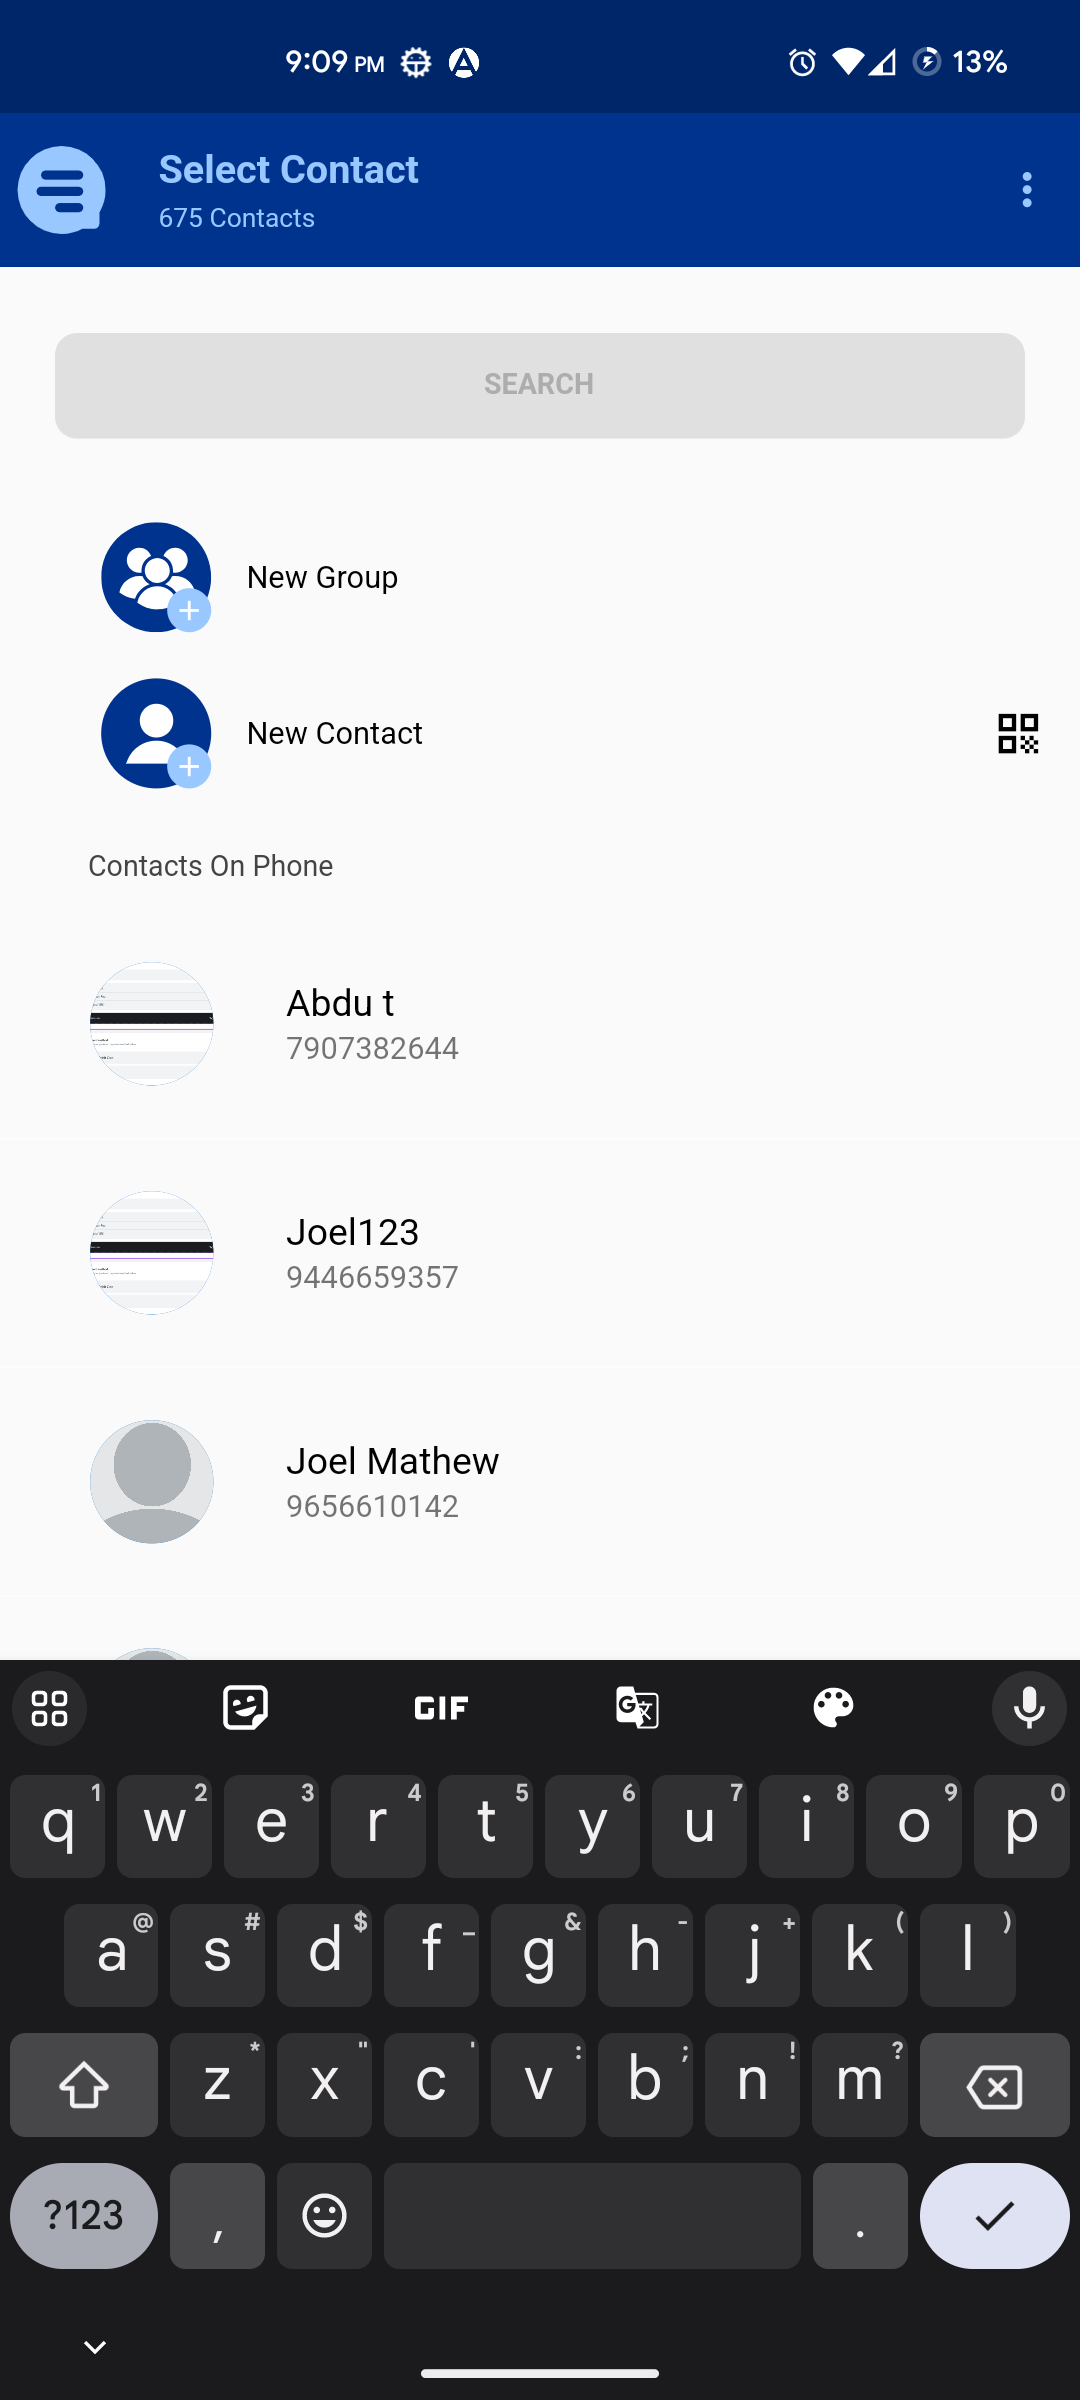 9:09 PM
13%
Select Contact
675 Contacts
SEARCH
New Group
New Contact
Contacts On Phone
Abdu t
7907382644
Joel123
9446659357
Joel Mathew
9656610142
GIF
G
q 1 w 2 e 3 r 4 t 5 y 6 u 7 i 8 o 9 p 0
a @ s # d $ f _ g & h - j + k ( l )
z * x " c ' v : b ; n ! m ?
?123 , .